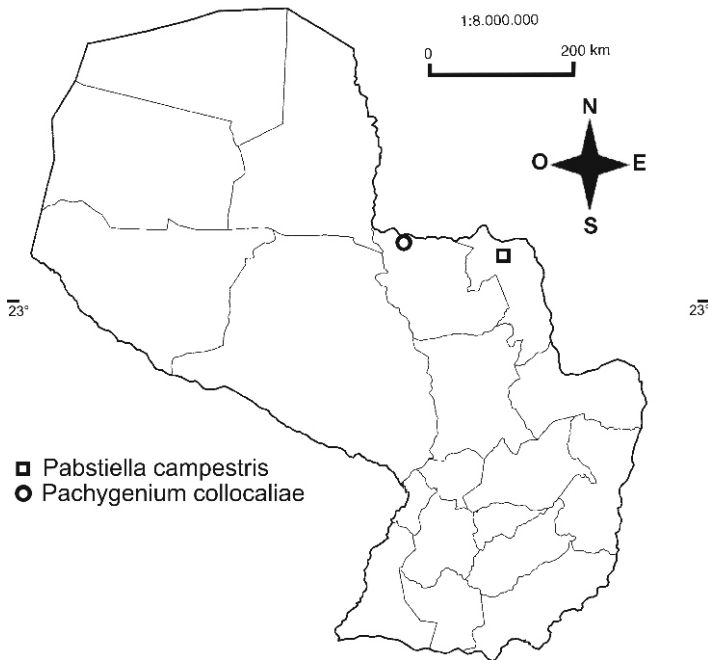 1:8.000.000
0 200 km
N
O E
S
23° 23°
Pabstiella campestris
Pachygenium collocaliae